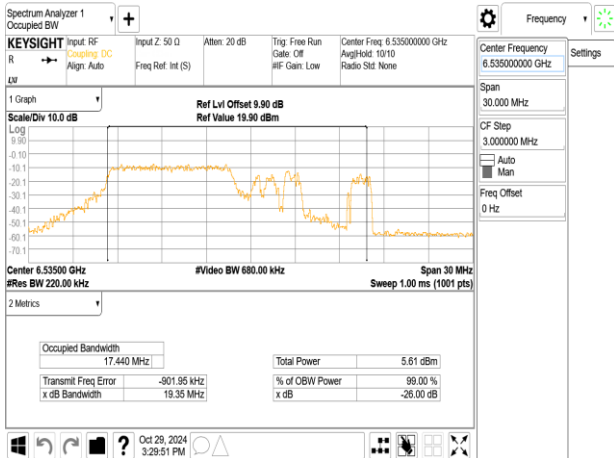 Spectrum Analyzer 1
Occupied BW
Frequency
KEYSIGHT
R
LXI
Input: RF
Coupling: DC
Align: Auto
Input Z: 50 Ω
Freq Ref: Int (S)
Atten: 20 dB
Trig: Free Run
Gate: Off
#IF Gain: Low
Center Freq: 6.535000000 GHz
Avg|Hold: 10/10
Radio Std: None
Center Frequency
6.535000000 GHz
Settings
Span
30.000 MHz
CF Step
3.000000 MHz
Auto
Man
Freq Offset
0 Hz
1 Graph
Scale/Div 10.0 dB
Ref Lvl Offset 9.90 dB
Ref Value 19.90 dBm
Log
9.90
-0.10
-10.1
-20.1
-30.1
-40.1
-50.1
-60.1
-70.1
Center 6.53500 GHz
#Video BW 680.00 kHz
Span 30 MHz
#Res BW 220.00 kHz
Sweep 1.00 ms (1001 pts)
2 Metrics
Occupied Bandwidth
17.440 MHz
Total Power 5.61 dBm
Transmit Freq Error -901.95 kHz
% of OBW Power 99.00 %
x dB Bandwidth 19.35 MHz
x dB -26.00 dB
?
Oct 29, 2024
3:29:51 PM